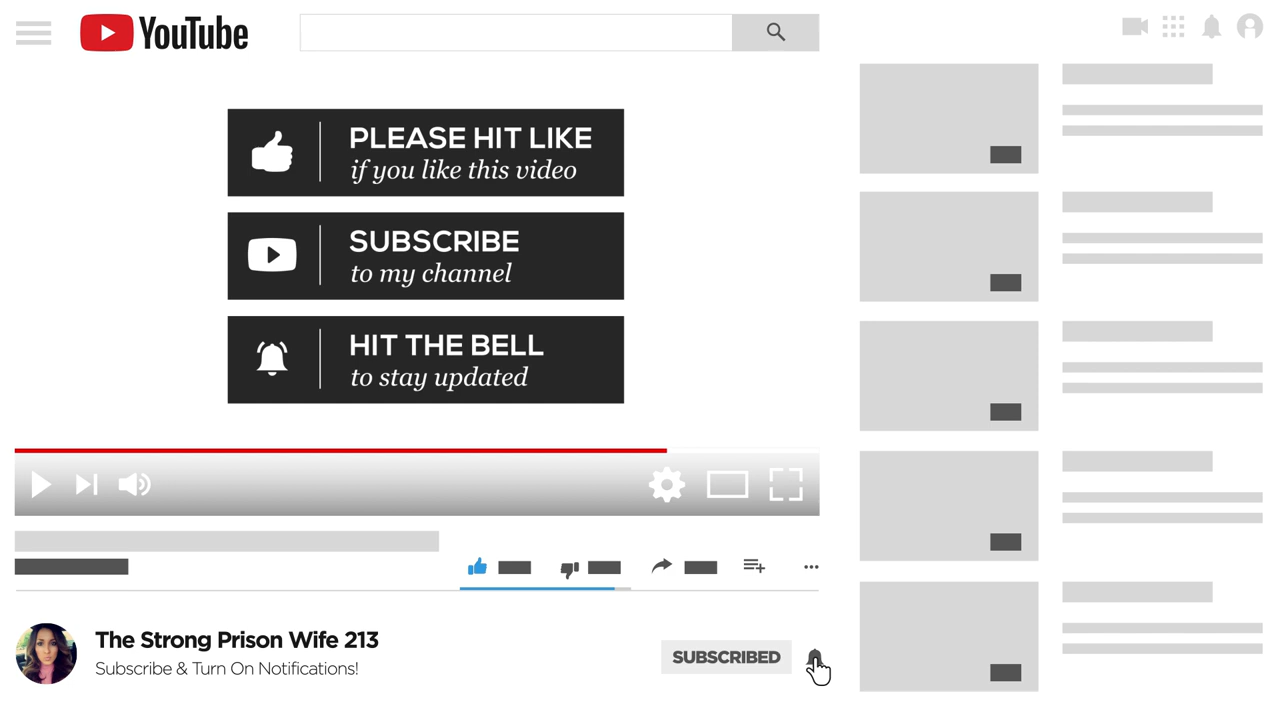 YouTube
PLEASE HIT LIKE
if you like this video
SUBSCRIBE
to my channel
HIT THE BELL
to stay updated
The Strong Prison Wife 213
Subscribe & Turn On Notifications!
SUBSCRIBED